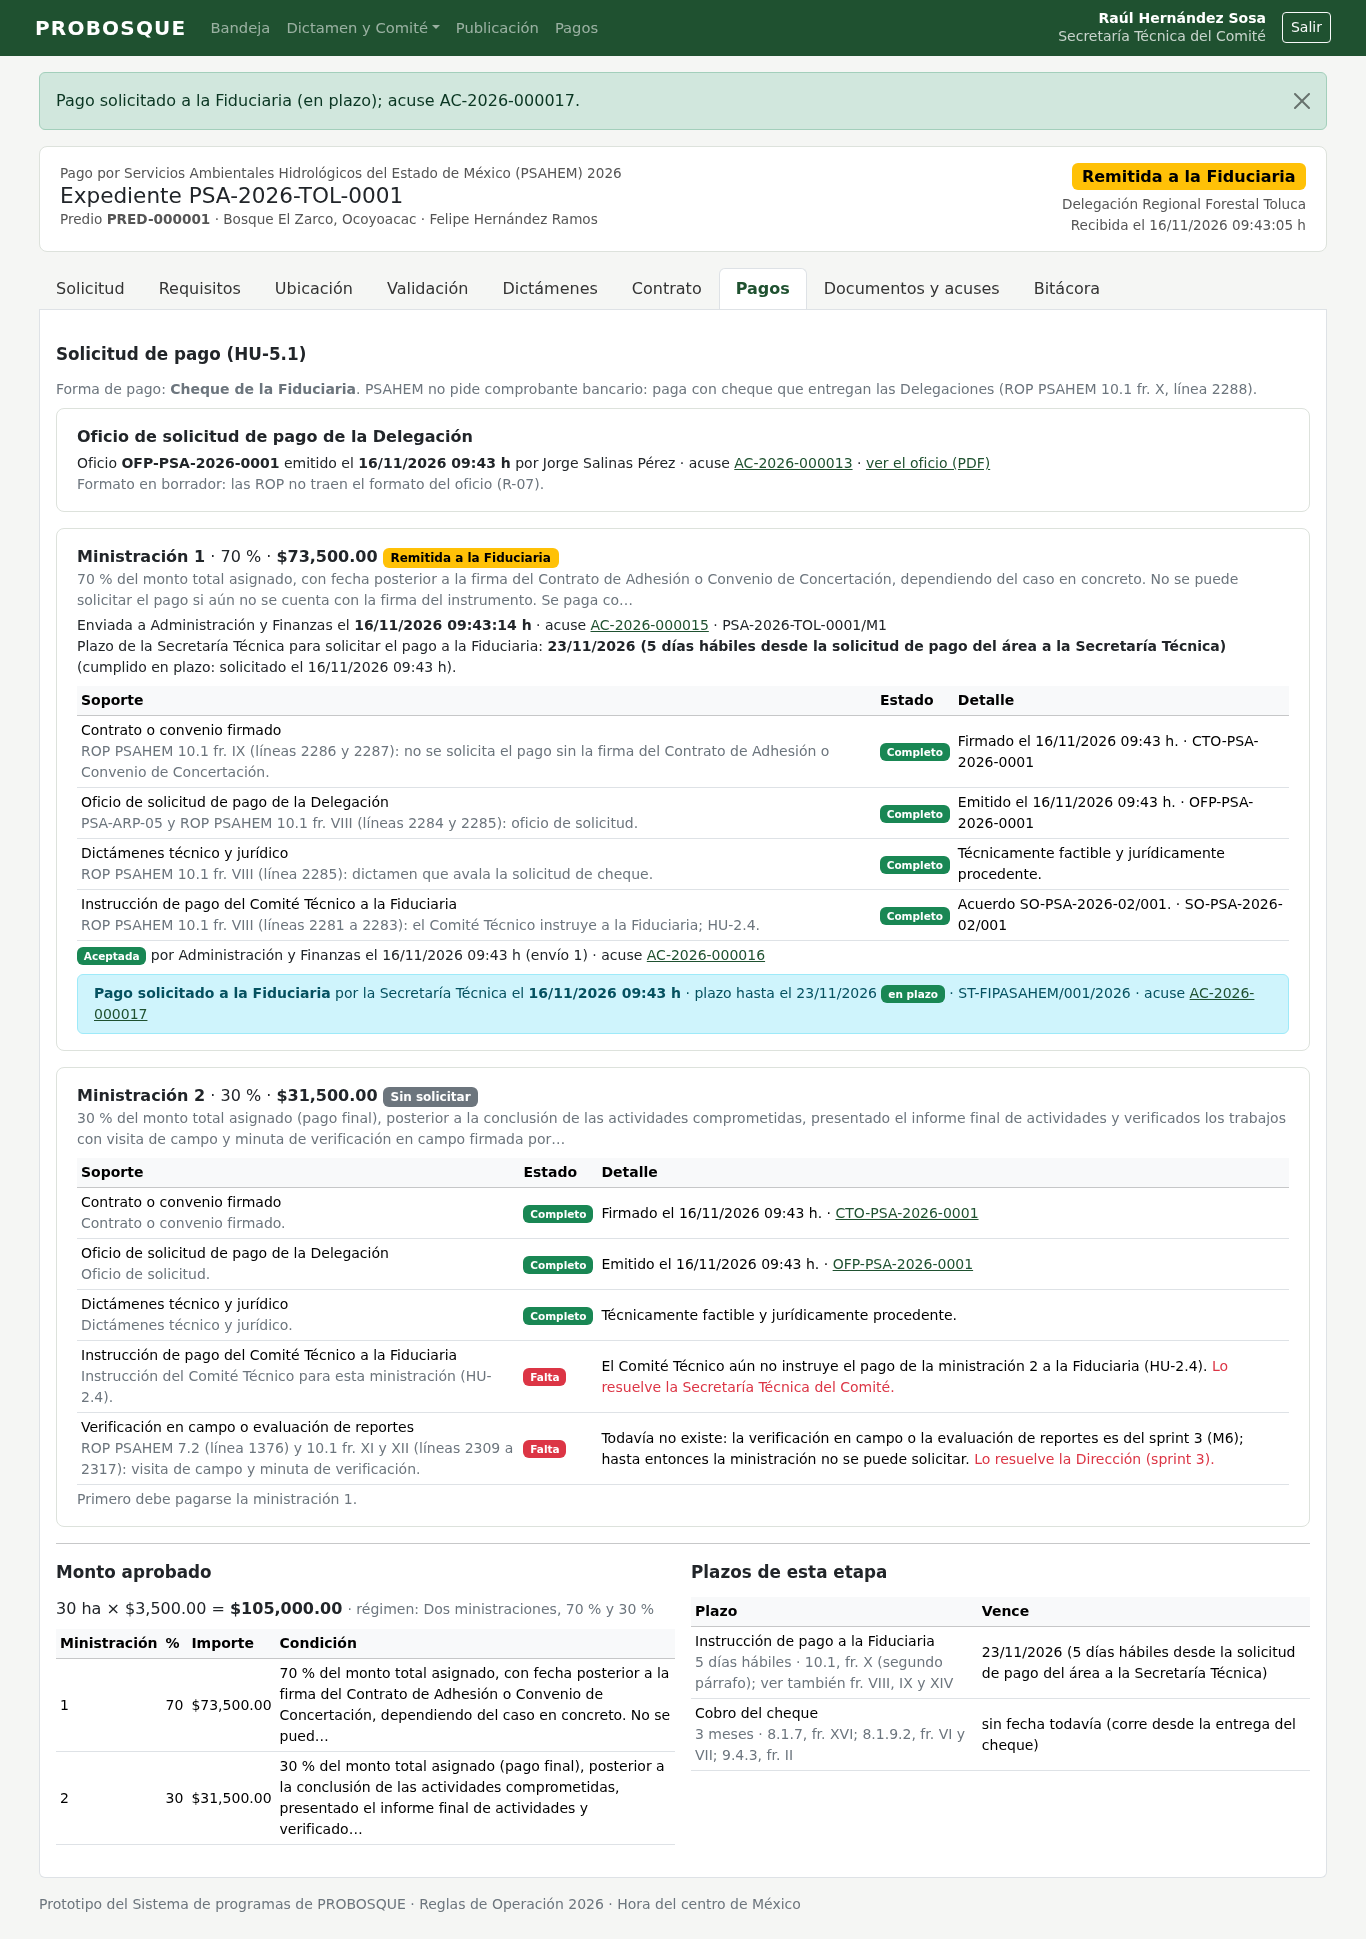 PROBOSQUE
Bandeja
Dictamen y Comité
Publicación
Pagos
Raúl Hernández Sosa
Secretaría Técnica del Comité
Salir
Pago solicitado a la Fiduciaria (en plazo); acuse AC-2026-000017.
Pago por Servicios Ambientales Hidrológicos del Estado de México (PSAHEM) 2026
Expediente PSA-2026-TOL-0001
Predio PRED-000001 · Bosque El Zarco, Ocoyoacac · Felipe Hernández Ramos
Remitida a la Fiduciaria
Delegación Regional Forestal Toluca
Recibida el 16/11/2026 09:43:05 h
Solicitud
Requisitos
Ubicación
Validación
Dictámenes
Contrato
Pagos
Documentos y acuses
Bitácora
Solicitud de pago (HU-5.1)
Forma de pago: Cheque de la Fiduciaria. PSAHEM no pide comprobante bancario: paga con cheque que entregan las Delegaciones (ROP PSAHEM 10.1 fr. X, línea 2288).
Oficio de solicitud de pago de la Delegación
Oficio OFP-PSA-2026-0001 emitido el 16/11/2026 09:43 h por Jorge Salinas Pérez · acuse AC-2026-000013 · ver el oficio (PDF)
Formato en borrador: las ROP no traen el formato del oficio (R-07).
Ministración 1 · 70 % · $73,500.00 Remitida a la Fiduciaria
70 % del monto total asignado, con fecha posterior a la firma del Contrato de Adhesión o Convenio de Concertación, dependiendo del caso en concreto. No se puede
solicitar el pago si aún no se cuenta con la firma del instrumento. Se paga co…
Enviada a Administración y Finanzas el 16/11/2026 09:43:14 h · acuse AC-2026-000015 · PSA-2026-TOL-0001/M1
Plazo de la Secretaría Técnica para solicitar el pago a la Fiduciaria: 23/11/2026 (5 días hábiles desde la solicitud de pago del área a la Secretaría Técnica)
(cumplido en plazo: solicitado el 16/11/2026 09:43 h).
Soporte Estado Detalle
Contrato o convenio firmado
ROP PSAHEM 10.1 fr. IX (líneas 2286 y 2287): no se solicita el pago sin la firma del Contrato de Adhesión o
Convenio de Concertación.
Completo
Firmado el 16/11/2026 09:43 h. · CTO-PSA-
2026-0001
Oficio de solicitud de pago de la Delegación
PSA-ARP-05 y ROP PSAHEM 10.1 fr. VIII (líneas 2284 y 2285): oficio de solicitud.
Completo
Emitido el 16/11/2026 09:43 h. · OFP-PSA-
2026-0001
Dictámenes técnico y jurídico
ROP PSAHEM 10.1 fr. VIII (línea 2285): dictamen que avala la solicitud de cheque.
Completo
Técnicamente factible y jurídicamente
procedente.
Instrucción de pago del Comité Técnico a la Fiduciaria
ROP PSAHEM 10.1 fr. VIII (líneas 2281 a 2283): el Comité Técnico instruye a la Fiduciaria; HU-2.4.
Completo
Acuerdo SO-PSA-2026-02/001. · SO-PSA-2026-
02/001
Aceptada por Administración y Finanzas el 16/11/2026 09:43 h (envío 1) · acuse AC-2026-000016
Pago solicitado a la Fiduciaria por la Secretaría Técnica el 16/11/2026 09:43 h · plazo hasta el 23/11/2026 en plazo · ST-FIPASAHEM/001/2026 · acuse AC-2026-
000017
Ministración 2 · 30 % · $31,500.00 Sin solicitar
30 % del monto total asignado (pago final), posterior a la conclusión de las actividades comprometidas, presentado el informe final de actividades y verificados los trabajos
con visita de campo y minuta de verificación en campo firmada por…
Soporte Estado Detalle
Contrato o convenio firmado
Contrato o convenio firmado.
Completo
Firmado el 16/11/2026 09:43 h. · CTO-PSA-2026-0001
Oficio de solicitud de pago de la Delegación
Oficio de solicitud.
Completo
Emitido el 16/11/2026 09:43 h. · OFP-PSA-2026-0001
Dictámenes técnico y jurídico
Dictámenes técnico y jurídico.
Completo
Técnicamente factible y jurídicamente procedente.
Instrucción de pago del Comité Técnico a la Fiduciaria
Instrucción del Comité Técnico para esta ministración (HU-
2.4).
Falta
El Comité Técnico aún no instruye el pago de la ministración 2 a la Fiduciaria (HU-2.4). Lo
resuelve la Secretaría Técnica del Comité.
Verificación en campo o evaluación de reportes
ROP PSAHEM 7.2 (línea 1376) y 10.1 fr. XI y XII (líneas 2309 a
2317): visita de campo y minuta de verificación.
Falta
Todavía no existe: la verificación en campo o la evaluación de reportes es del sprint 3 (M6);
hasta entonces la ministración no se puede solicitar. Lo resuelve la Dirección (sprint 3).
Primero debe pagarse la ministración 1.
Monto aprobado
30 ha × $3,500.00 = $105,000.00 · régimen: Dos ministraciones, 70 % y 30 %
Ministración % Importe Condición
1 70 $73,500.00
70 % del monto total asignado, con fecha posterior a la
firma del Contrato de Adhesión o Convenio de
Concertación, dependiendo del caso en concreto. No se
pued…
2 30 $31,500.00
30 % del monto total asignado (pago final), posterior a
la conclusión de las actividades comprometidas,
presentado el informe final de actividades y
verificado…
Plazos de esta etapa
Plazo Vence
Instrucción de pago a la Fiduciaria
5 días hábiles · 10.1, fr. X (segundo
párrafo); ver también fr. VIII, IX y XIV
23/11/2026 (5 días hábiles desde la solicitud
de pago del área a la Secretaría Técnica)
Cobro del cheque
3 meses · 8.1.7, fr. XVI; 8.1.9.2, fr. VI y
VII; 9.4.3, fr. II
sin fecha todavía (corre desde la entrega del
cheque)
Prototipo del Sistema de programas de PROBOSQUE · Reglas de Operación 2026 · Hora del centro de México